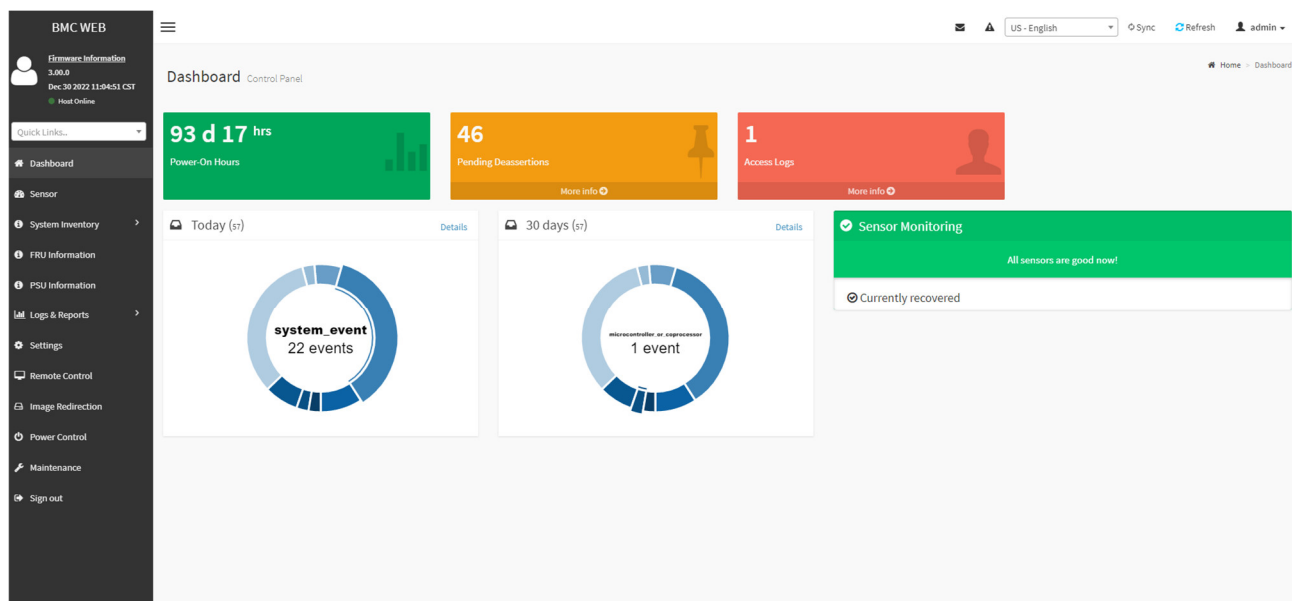 BMC WEB
Firmware Information
3.00.0
Dec 30 2022 11:04:51 CST
Host Online
Quick Links..
Dashboard
Sensor
System Inventory
FRU Information
PSU Information
Logs & Reports
Settings
Remote Control
Image Redirection
Power Control
Maintenance
Sign out
US - English
Sync
Refresh
admin
Dashboard Control Panel
Home > Dashboard
93 d 17 hrs
Power-On Hours
46
Pending Deassertions
More info
1
Access Logs
More info
Today (57)
Details
system_event
22 events
30 days (57)
Details
microcontroller_or_coprocessor
1 event
Sensor Monitoring
All sensors are good now!
Currently recovered